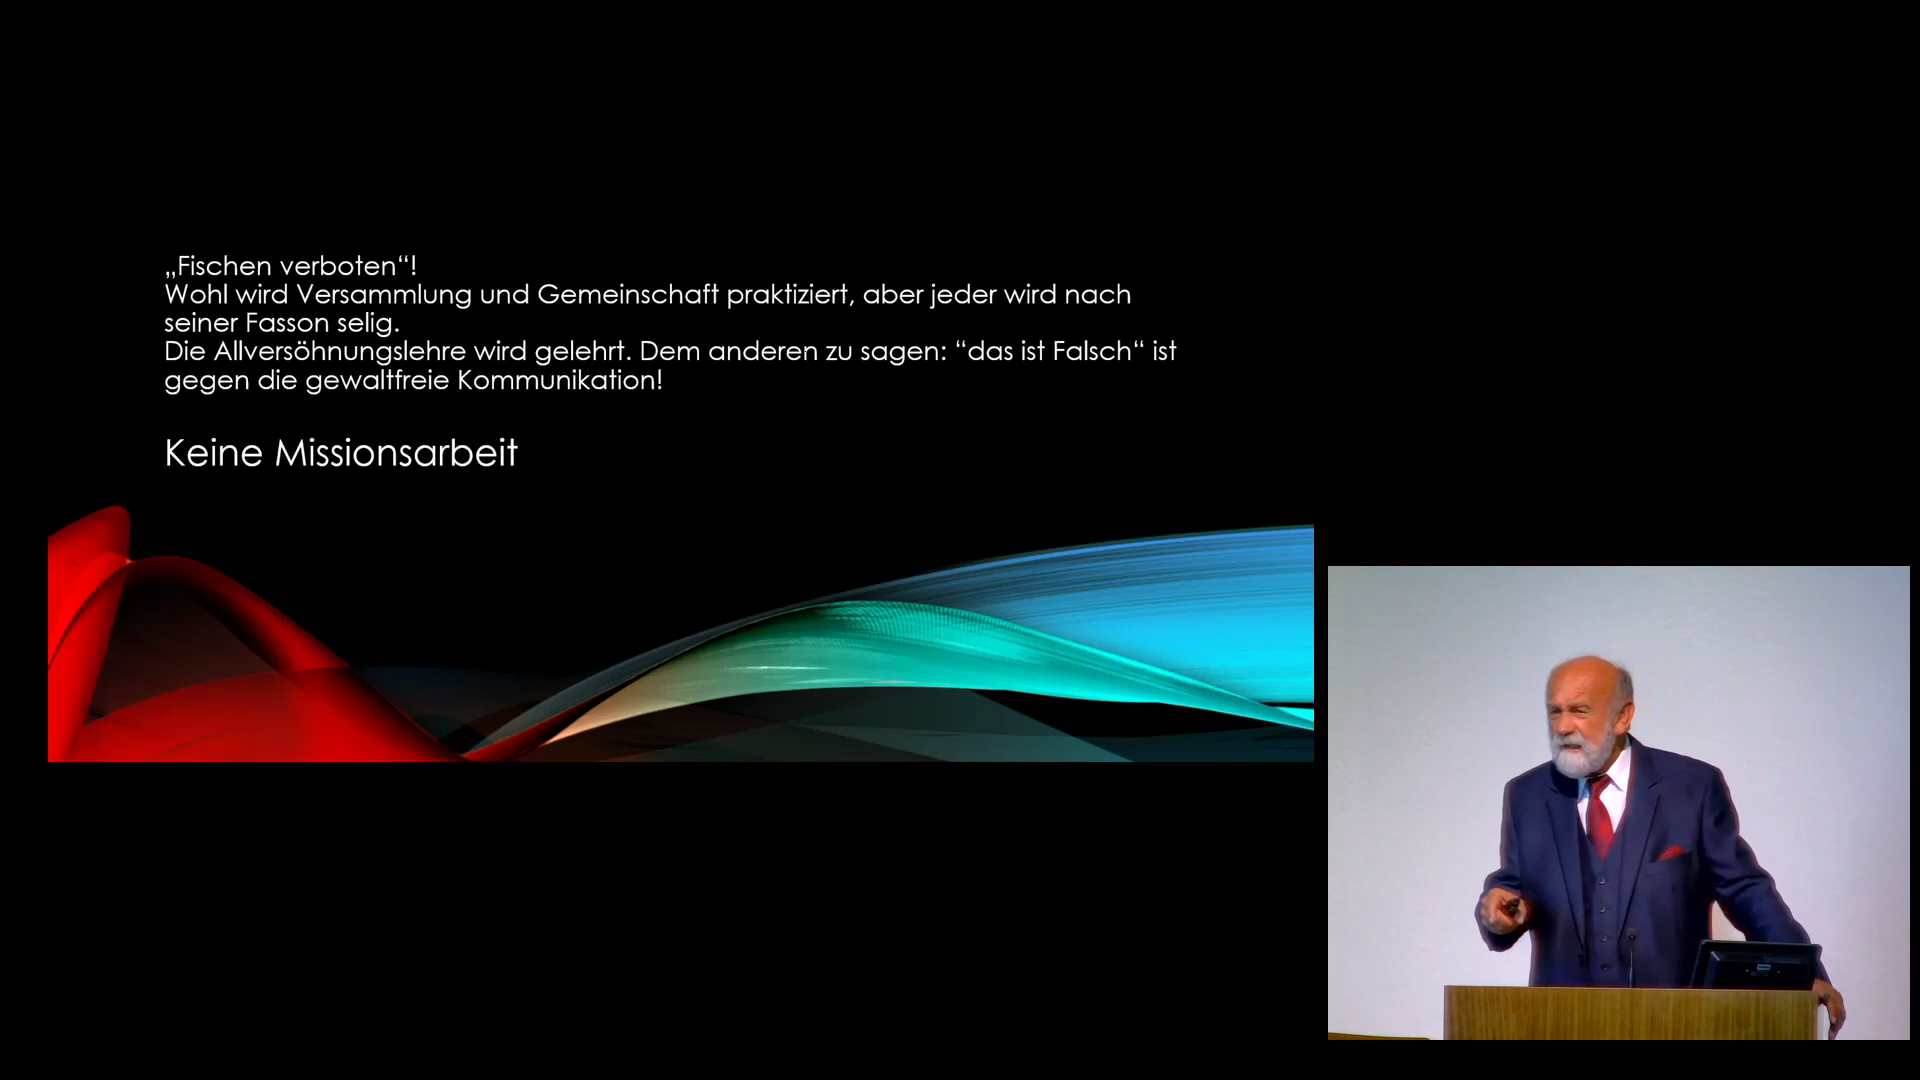 „Fischen verboten“!
Wohl wird Versammlung und Gemeinschaft praktiziert, aber jeder wird nach
seiner Fasson selig.
Die Allversöhnungslehre wird gelehrt. Dem anderen zu sagen: “das ist Falsch“ ist
gegen die gewaltfreie Kommunikation!
Keine Missionsarbeit